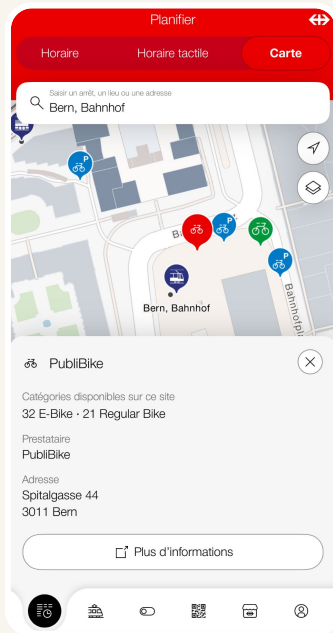 Planifier
Horaire
Horaire tactile
Carte
Saisir un arrêt, un lieu ou une adresse
Bern, Bahnhof
P
P
P
Bern, Bahnhof
PubliBike
Catégories disponibles sur ce site
32 E-Bike · 21 Regular Bike
Prestataire
PubliBike
Adresse
Spitalgasse 44
3011 Bern
Plus d'informations